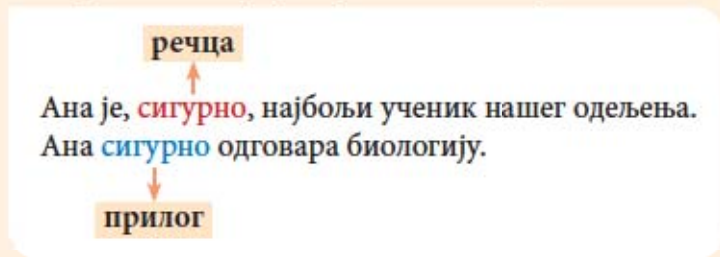 речца
Ана је, сигурно, најбољи ученик нашег одељења.
Ана сигурно одговара биологију.
прилог